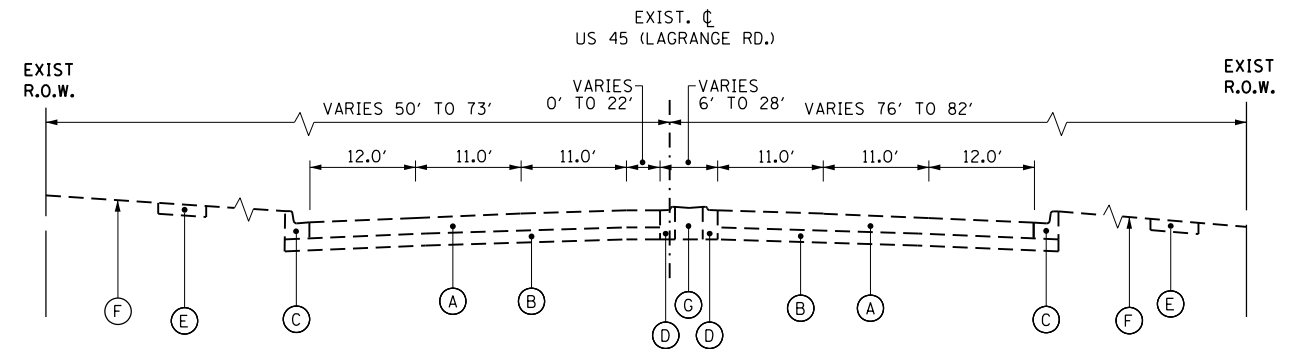 EXIST. ℄
US 45 (LAGRANGE RD.)
EXIST
R.O.W.
EXIST
R.O.W.
VARIES 50' TO 73'
VARIES
0' TO 22'
VARIES
6' TO 28'
VARIES 76' TO 82'
12.0' 11.0' 11.0' 11.0' 11.0' 12.0'
F E C A B D G D B A C F E